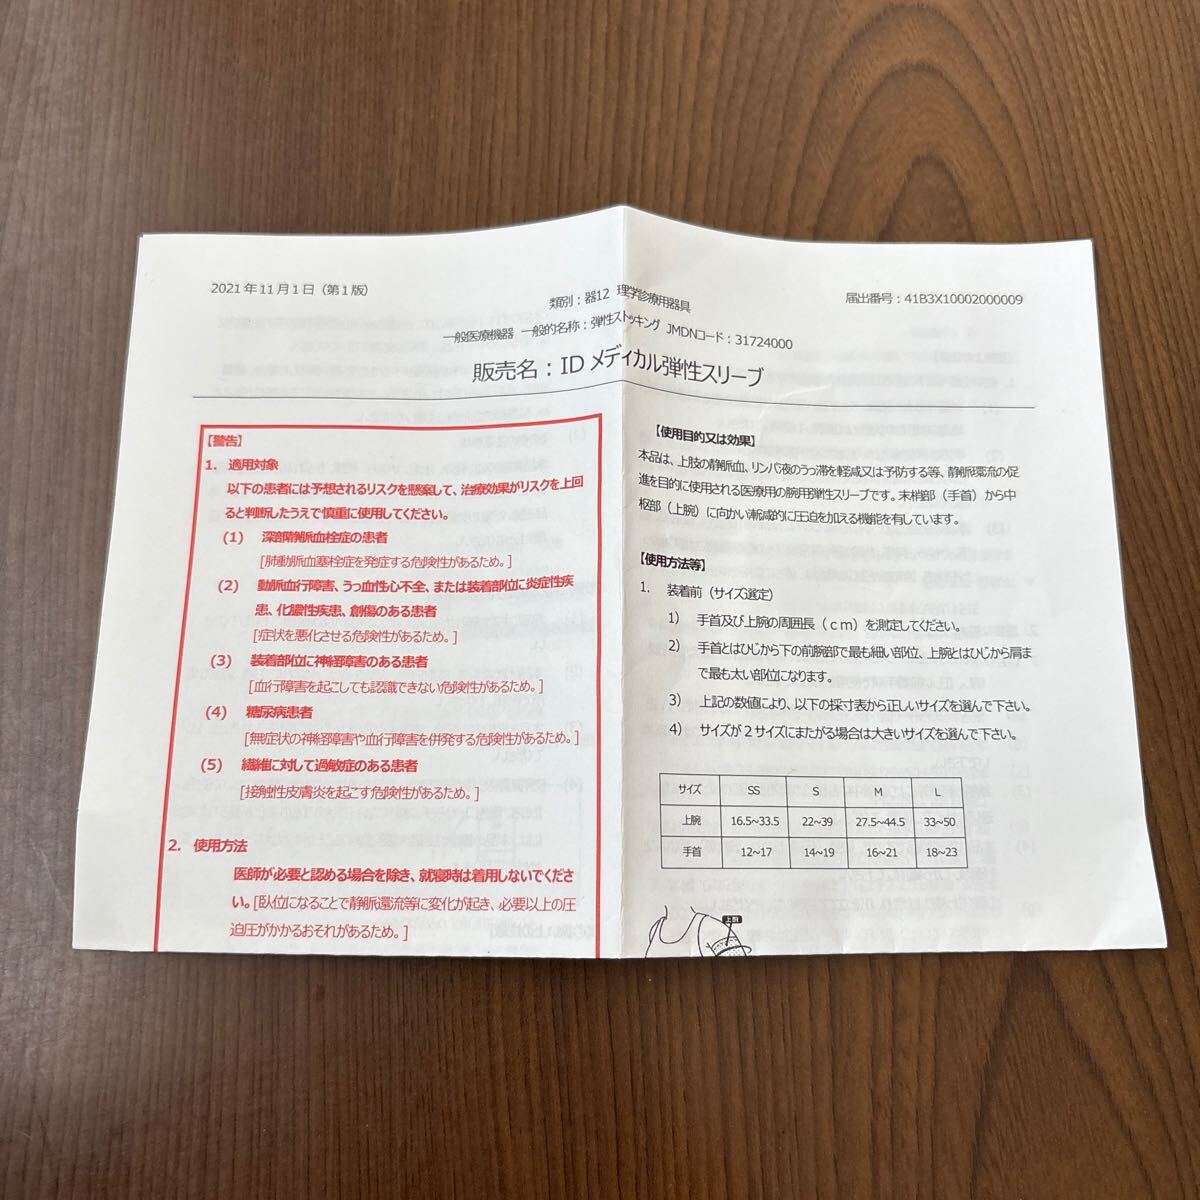 2021年11月1日（第1版）
届出番号：41B3X10002000009
類別：器12　理学診療用器具
一般医療機器　一般的名称：弾性ストッキング　JMDNコード：31724000
販売名：IDメディカル弾性スリーブ
【警告】
1.　適用対象
以下の患者には予想されるリスクを懸案して、治療効果がリスクを上回
ると判断したうえで慎重に使用してください。
(1)　深部静脈血栓症の患者
[肺動脈血塞栓症を発症する危険性があるため。]
(2)　動脈血行障害、うっ血性心不全、または装着部位に炎症性疾
患、化膿性疾患、創傷のある患者
[症状を悪化させる危険性があるため。]
(3)　装着部位に神経障害のある患者
[血行障害を起こしても認識できない危険性があるため。]
(4)　糖尿病患者
[無症状の神経障害や血行障害を併発する危険性があるため。]
(5)　繊維に対して過敏症のある患者
[接触性皮膚炎を起こす危険性があるため。]
2.　使用方法
医師が必要と認める場合を除き、就寝時は着用しないでくださ
い。[臥位になることで静脈還流等に変化が起き、必要以上の圧
迫圧がかかるおそれがあるため。]
【使用目的又は効果】
本品は、上肢の静脈血、リンパ液のうっ滞を軽減又は予防する等、静脈還流の促
進を目的に使用される医療用の腕用弾性スリーブです。末梢部（手首）から中
枢部（上腕）に向かい漸減的に圧迫を加える機能を有しています。
【使用方法等】
1.　装着前（サイズ選定）
1)　手首及び上腕の周囲長（ｃｍ）を測定してください。
2)　手首とはひじから下の前腕部で最も細い部位、上腕とはひじから肩ま
で最も太い部位になります。
3)　上記の数値により、以下の採寸表から正しいサイズを選んで下さい。
4)　サイズが2サイズにまたがる場合は大きいサイズを選んで下さい。
サイズ　SS　S　M　L
上腕　16.5~33.5　22~39　27.5~44.5　33~50
手首　12~17　14~19　16~21　18~23
上腕